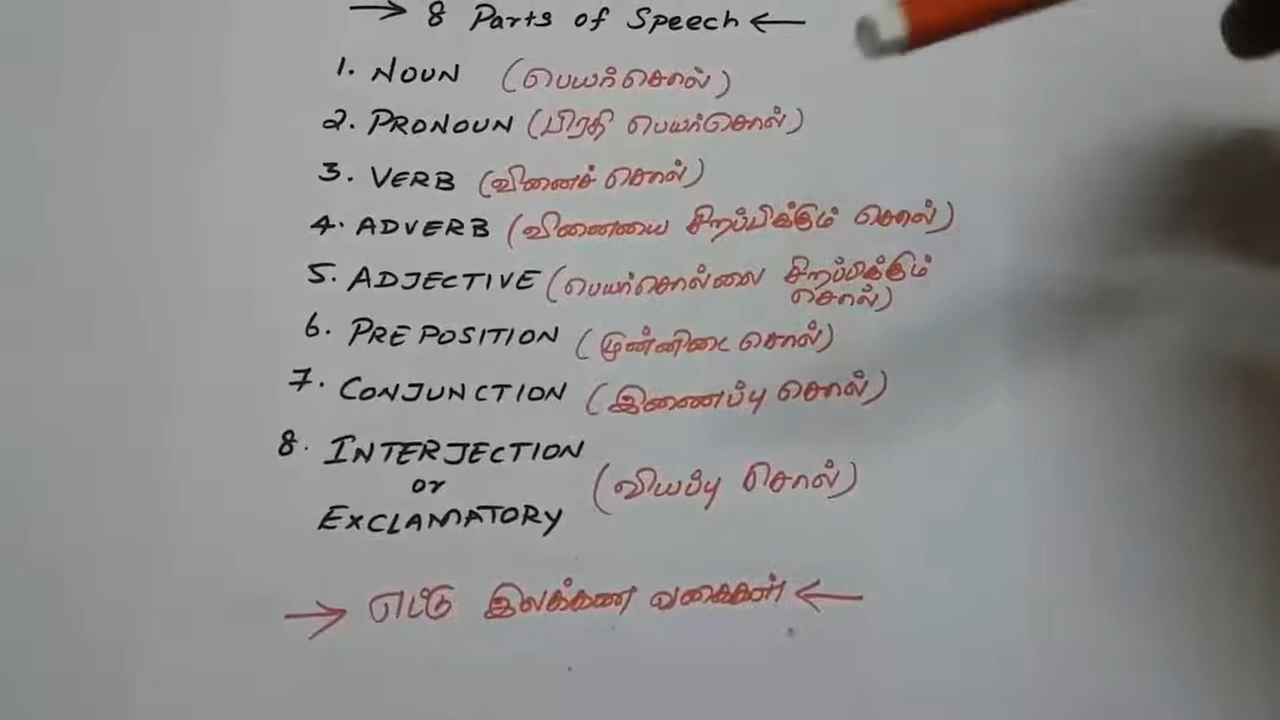 → 8 Parts of Speech ←
1. NOUN (பெயர்சொல்)
2. PRONOUN (பிரதி பெயர்சொல்)
3. VERB (வினைச் சொல்)
4. ADVERB (வினையை சிறப்பிக்கும் சொல்)
5. ADJECTIVE (பெயர்சொல்லை சிறப்பிக்கும்
சொல்)
6. PREPOSITION (முன்னிடை சொல்)
7. CONJUNCTION (இணைப்பு சொல்)
8. INTERJECTION
or
EXCLAMATORY (வியப்பு சொல்)
→ எட்டு இலக்கண வகைகள் ←